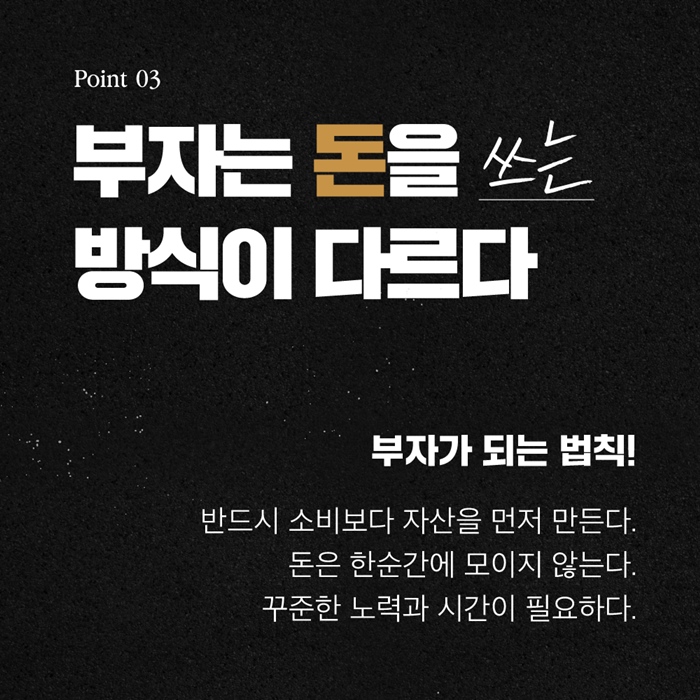 Point 03
부자는 돈을 쓰는
방식이 다르다
부자가 되는 법칙!
반드시 소비보다 자산을 먼저 만든다.
돈은 한순간에 모이지 않는다.
꾸준한 노력과 시간이 필요하다.